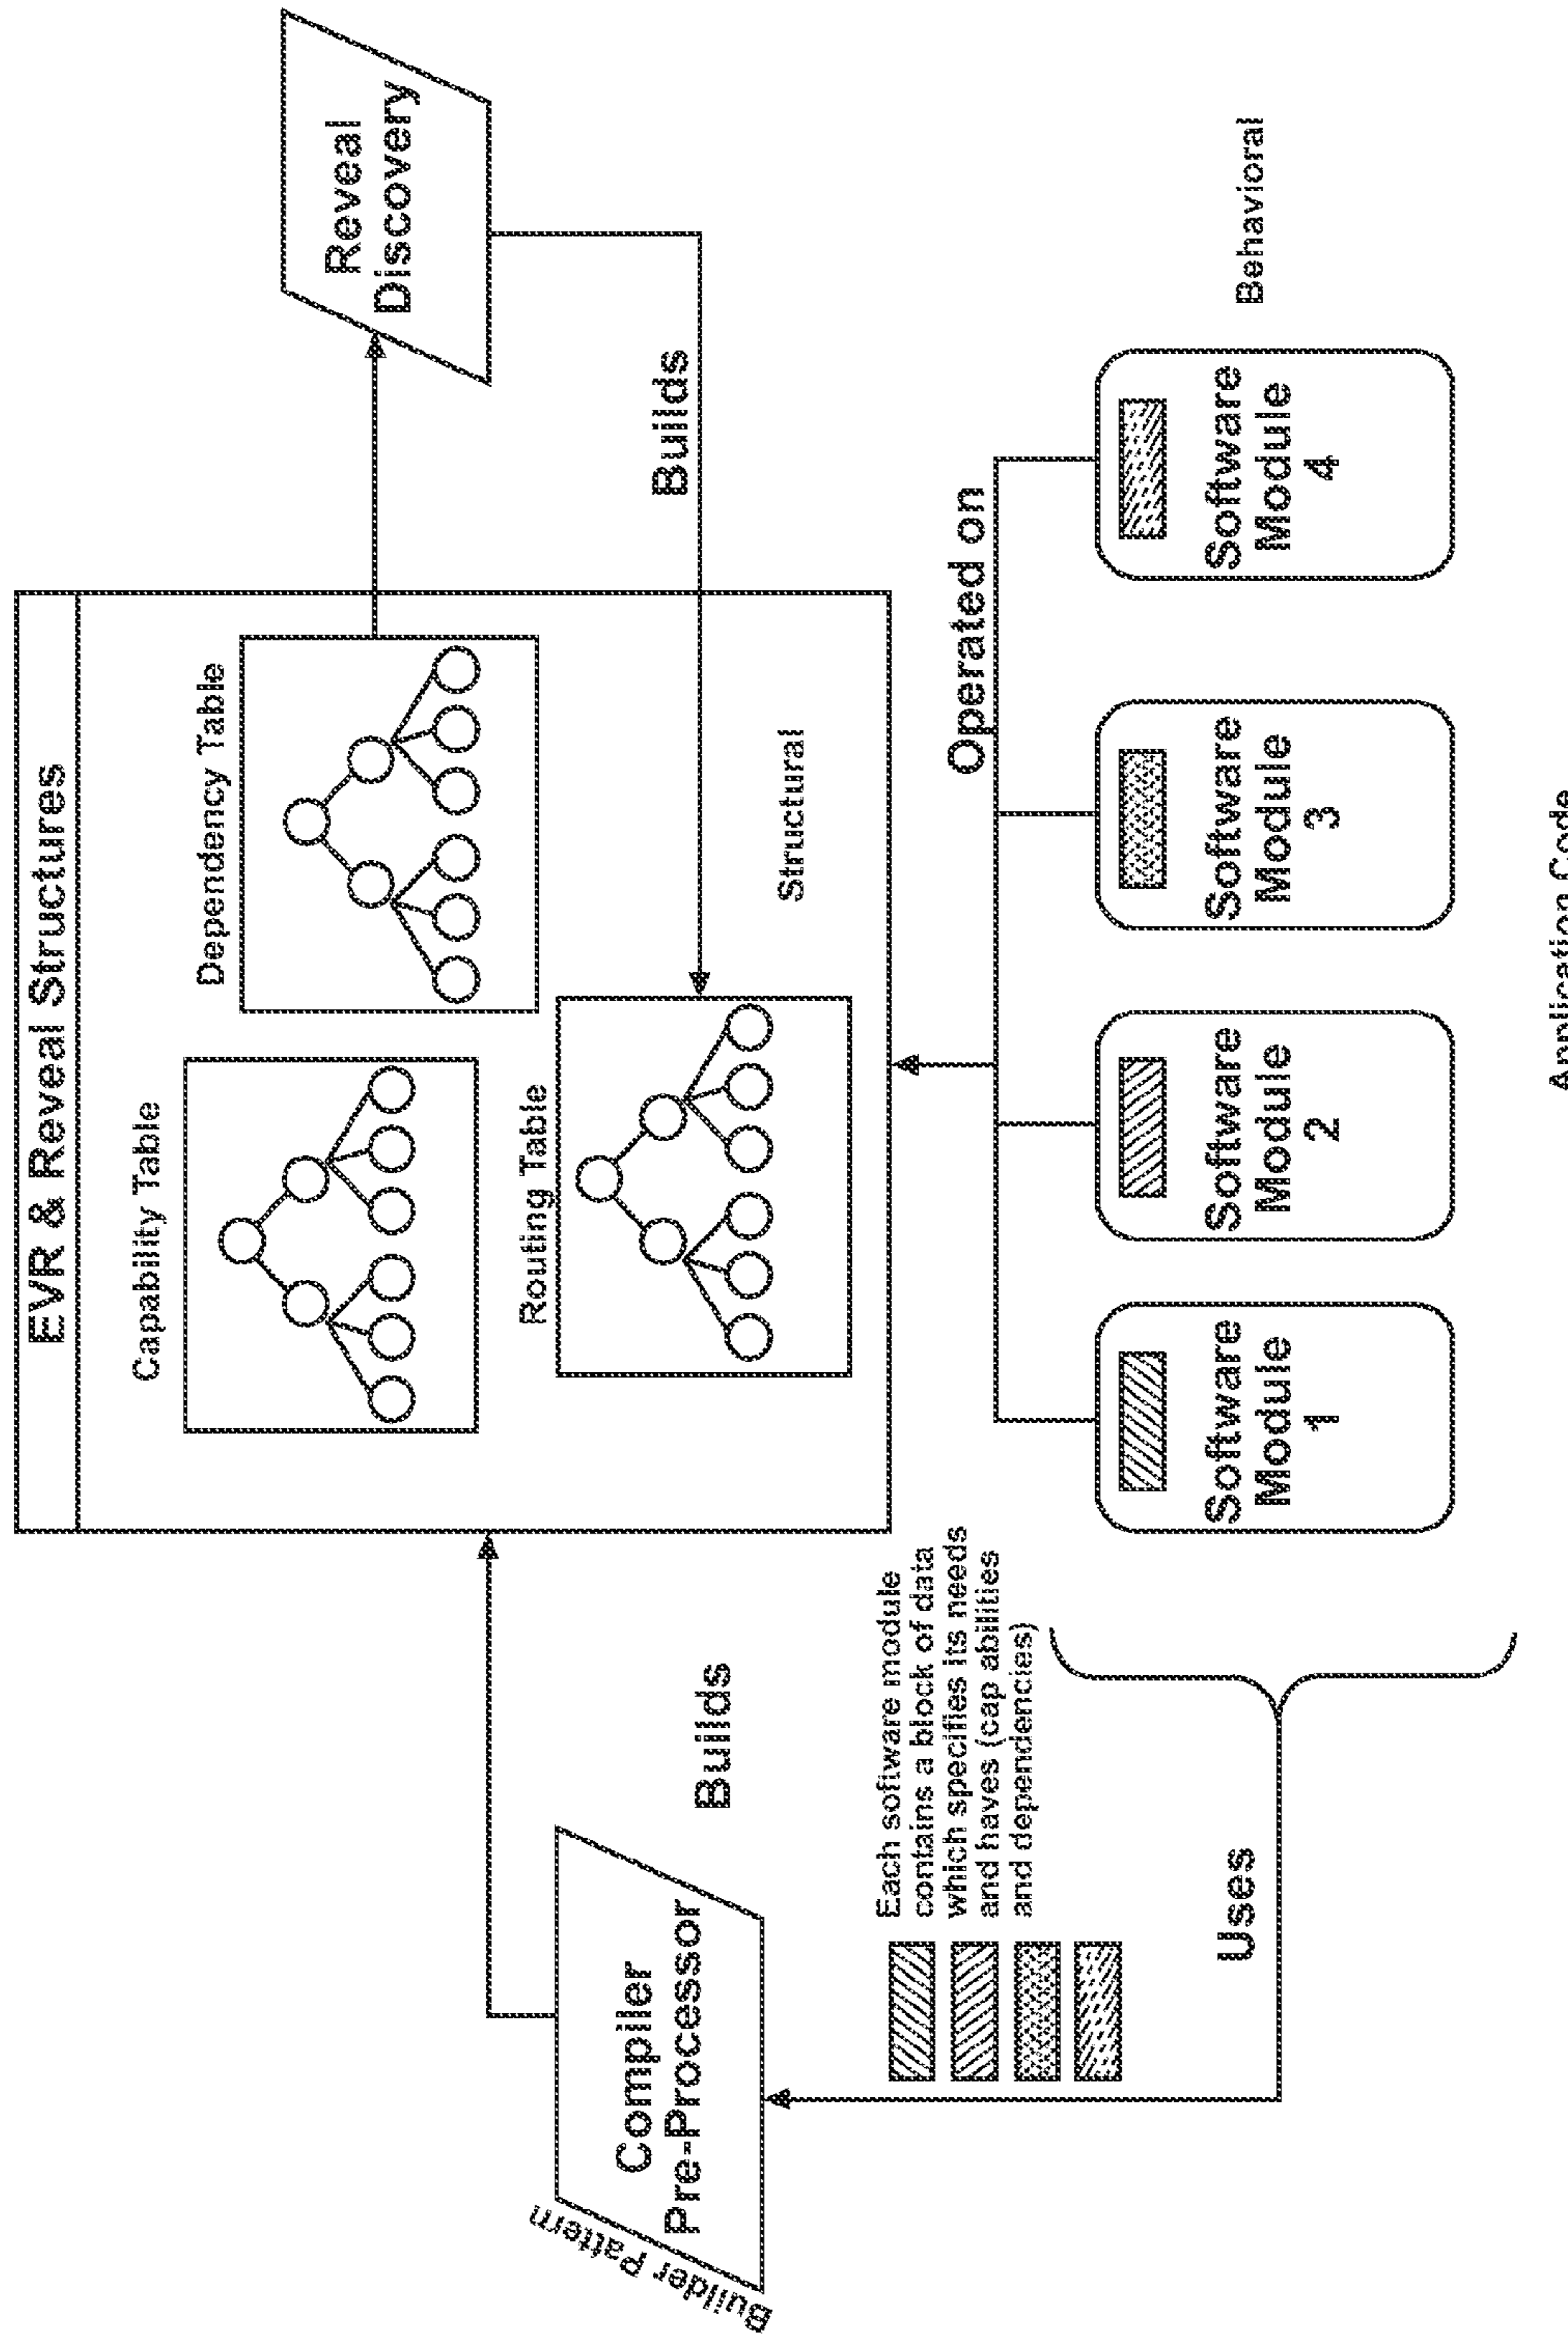 EVR & Reveal Structures
Capability Table
Dependency Table
Routing Table
Structural
Reveal
Discovery
Builds
Compiler
Pre-Processor
Builder Pattern
Builds
Each software module
contains a block of data
which specifies its needs
and haves (cap abilities
and dependencies)
Uses
Operated on
Software
Module
1
Software
Module
2
Software
Module
3
Software
Module
4
Behavioral
Application Code